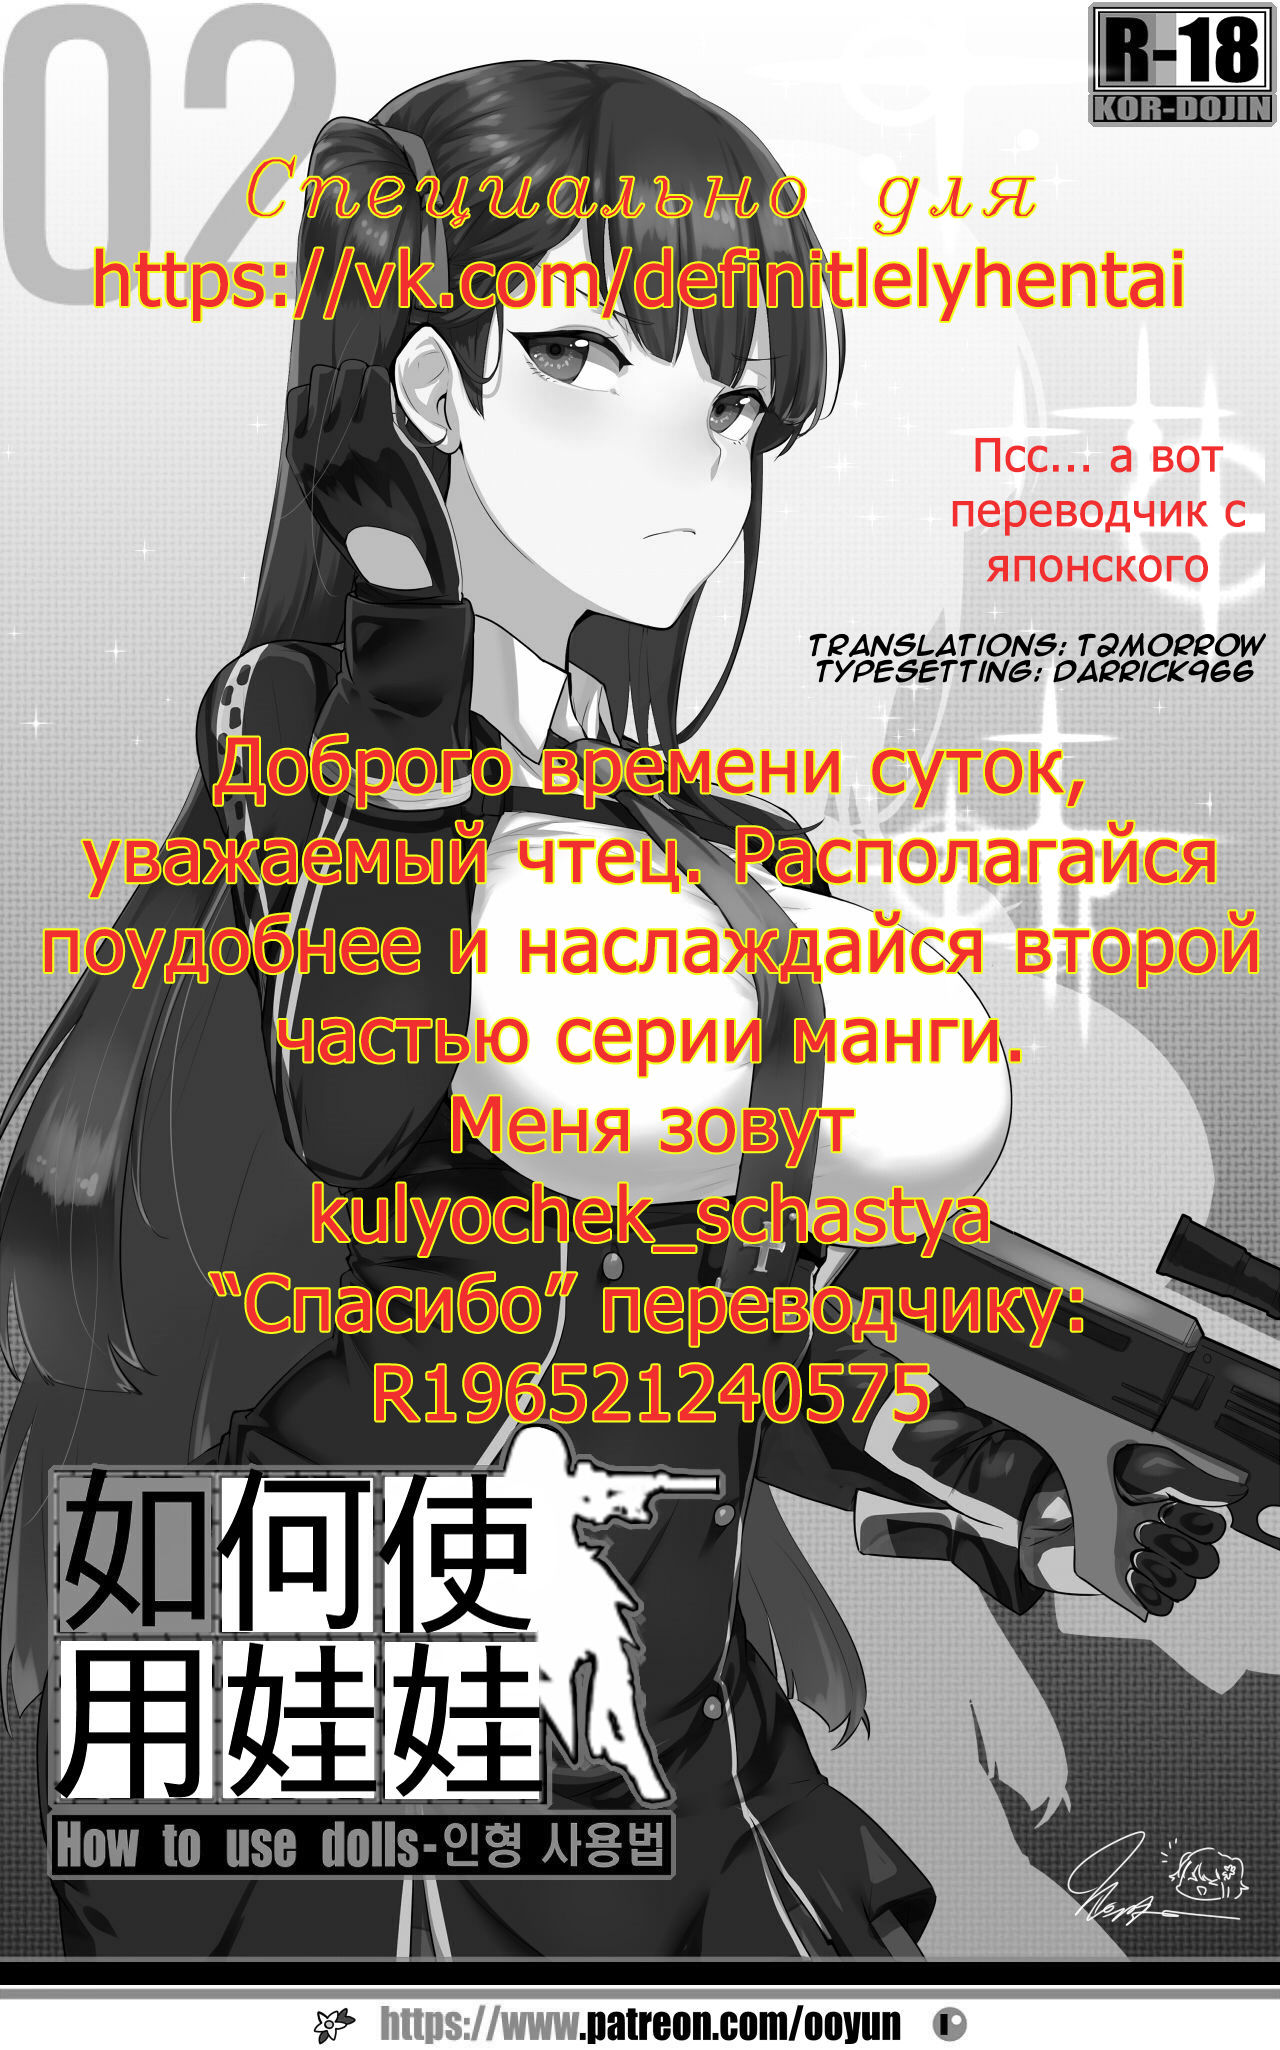 02
R-18
KOR-DOJIN
Специально для
https://vk.com/definitlelyhentai
Псс... а вот
переводчик с
японского
TRANSLATIONS: T2MORROW
TYPESETTING: DARRICK966
Доброго времени суток,
уважаемый чтец. Располагайся
поудобнее и наслаждайся второй
частью серии манги.
Меня зовут
kulyochek_schastya
“Спасибо” переводчику:
R196521240575
如何使
用娃娃
How to use dolls-인형 사용법
https://www.patreon.com/ooyun